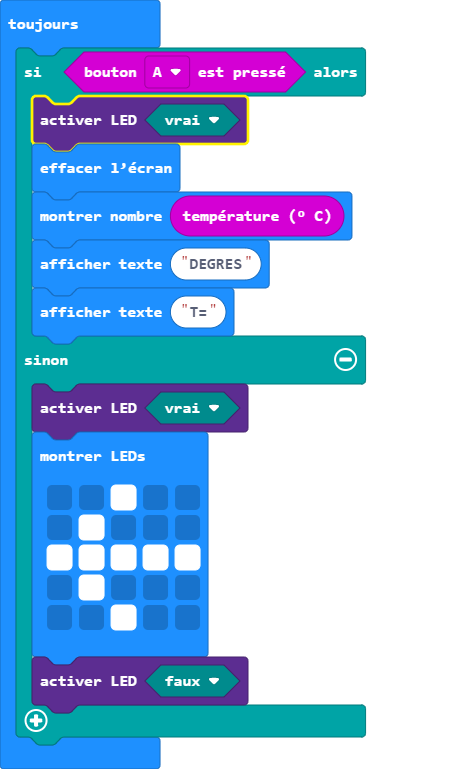 toujours
si bouton A est pressé alors
activer LED vrai
effacer l’écran
montrer nombre température (º C)
afficher texte "DEGRES"
afficher texte "T="
sinon
activer LED vrai
montrer LEDs
activer LED faux